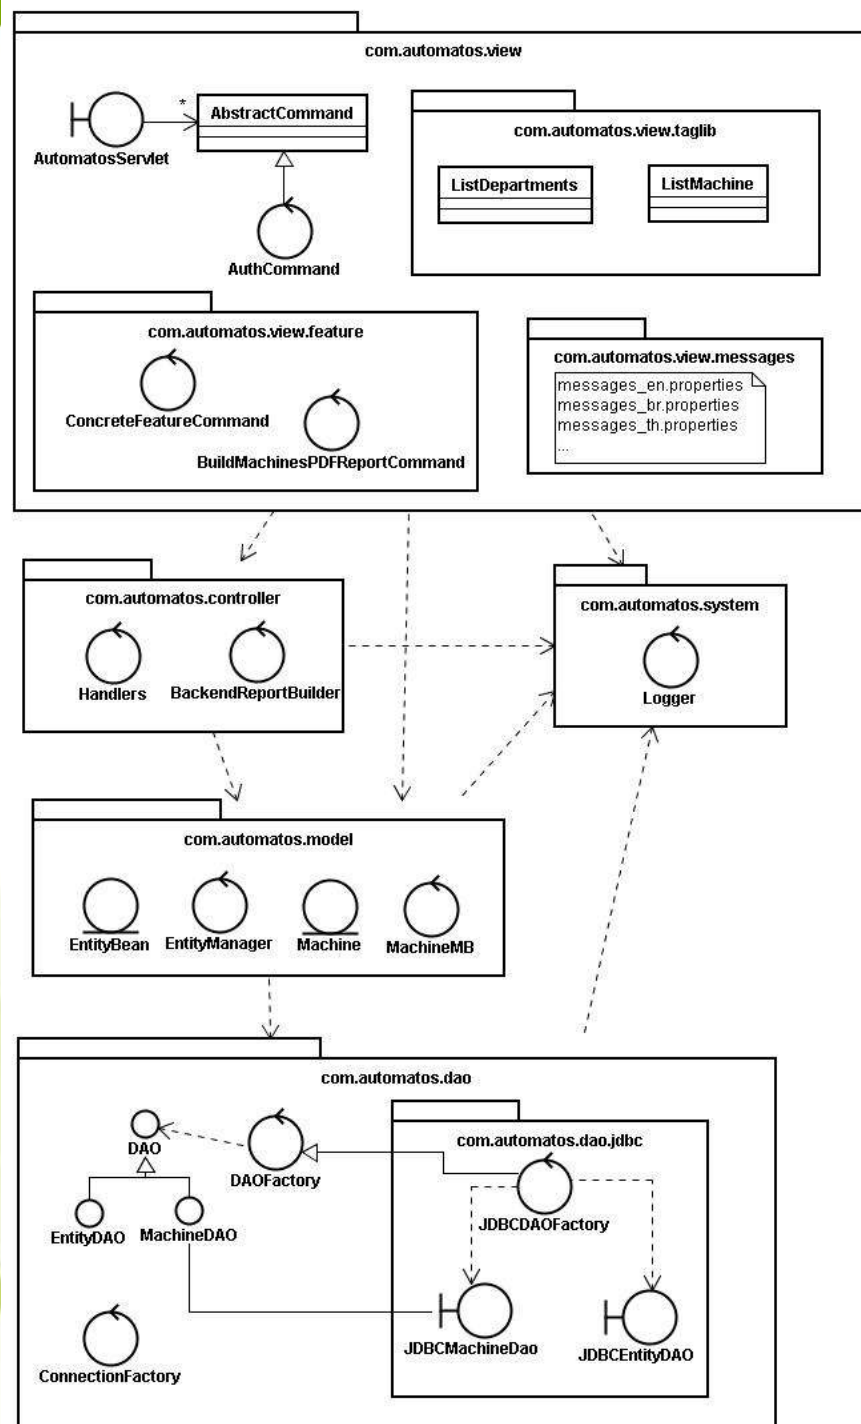 com.automatos.view
*
AutomatosServlet
AbstractCommand
AuthCommand
com.automatos.view.taglib
ListDepartments
ListMachine
com.automatos.view.feature
ConcreteFeatureCommand
BuildMachinesPDFReportCommand
com.automatos.view.messages
messages_en.properties
messages_br.properties
messages_th.properties
...
com.automatos.controller
Handlers
BackendReportBuilder
com.automatos.system
Logger
com.automatos.model
EntityBean
EntityManager
Machine
MachineMB
com.automatos.dao
DAO
DAOFactory
EntityDAO
MachineDAO
ConnectionFactory
com.automatos.dao.jdbc
JDBCDAOFactory
JDBCMachineDao
JDBCEntityDAO